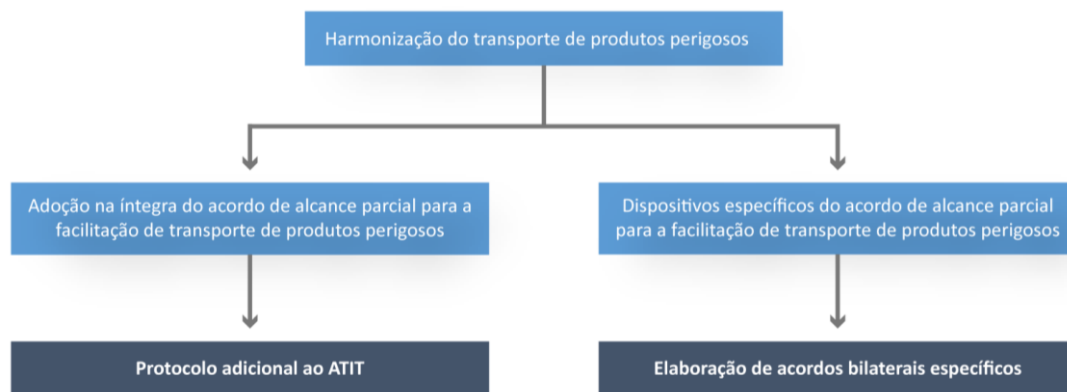 Harmonização do transporte de produtos perigosos
Adoção na íntegra do acordo de alcance parcial para a
facilitação de transporte de produtos perigosos
Dispositivos específicos do acordo de alcance parcial
para a facilitação de transporte de produtos perigosos
Protocolo adicional ao ATIT
Elaboração de acordos bilaterais específicos